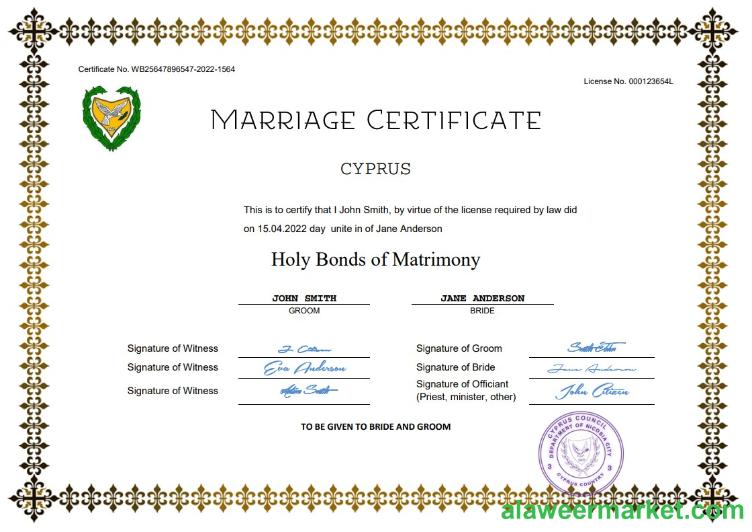 Certificate No. WB25647896547-2022-1564
License No. 000123654L
MARRIAGE CERTIFICATE
CYPRUS
This is to certify that I John Smith, by virtue of the license required by law did
on 15.04.2022 day unite in of Jane Anderson
Holy Bonds of Matrimony
JOHN SMITH
GROOM
JANE ANDERSON
BRIDE
Signature of Witness
Signature of Witness Eva Anderson
Signature of Witness
Signature of Groom
Signature of Bride Jane Anderson
Signature of Officiant
(Priest, minister, other) John Citizen
TO BE GIVEN TO BRIDE AND GROOM
CYPRUS COUNCIL
DEPARTMENT OF NICOSIA CITY
CYPRUS COUNTRY
alaweermarket.com